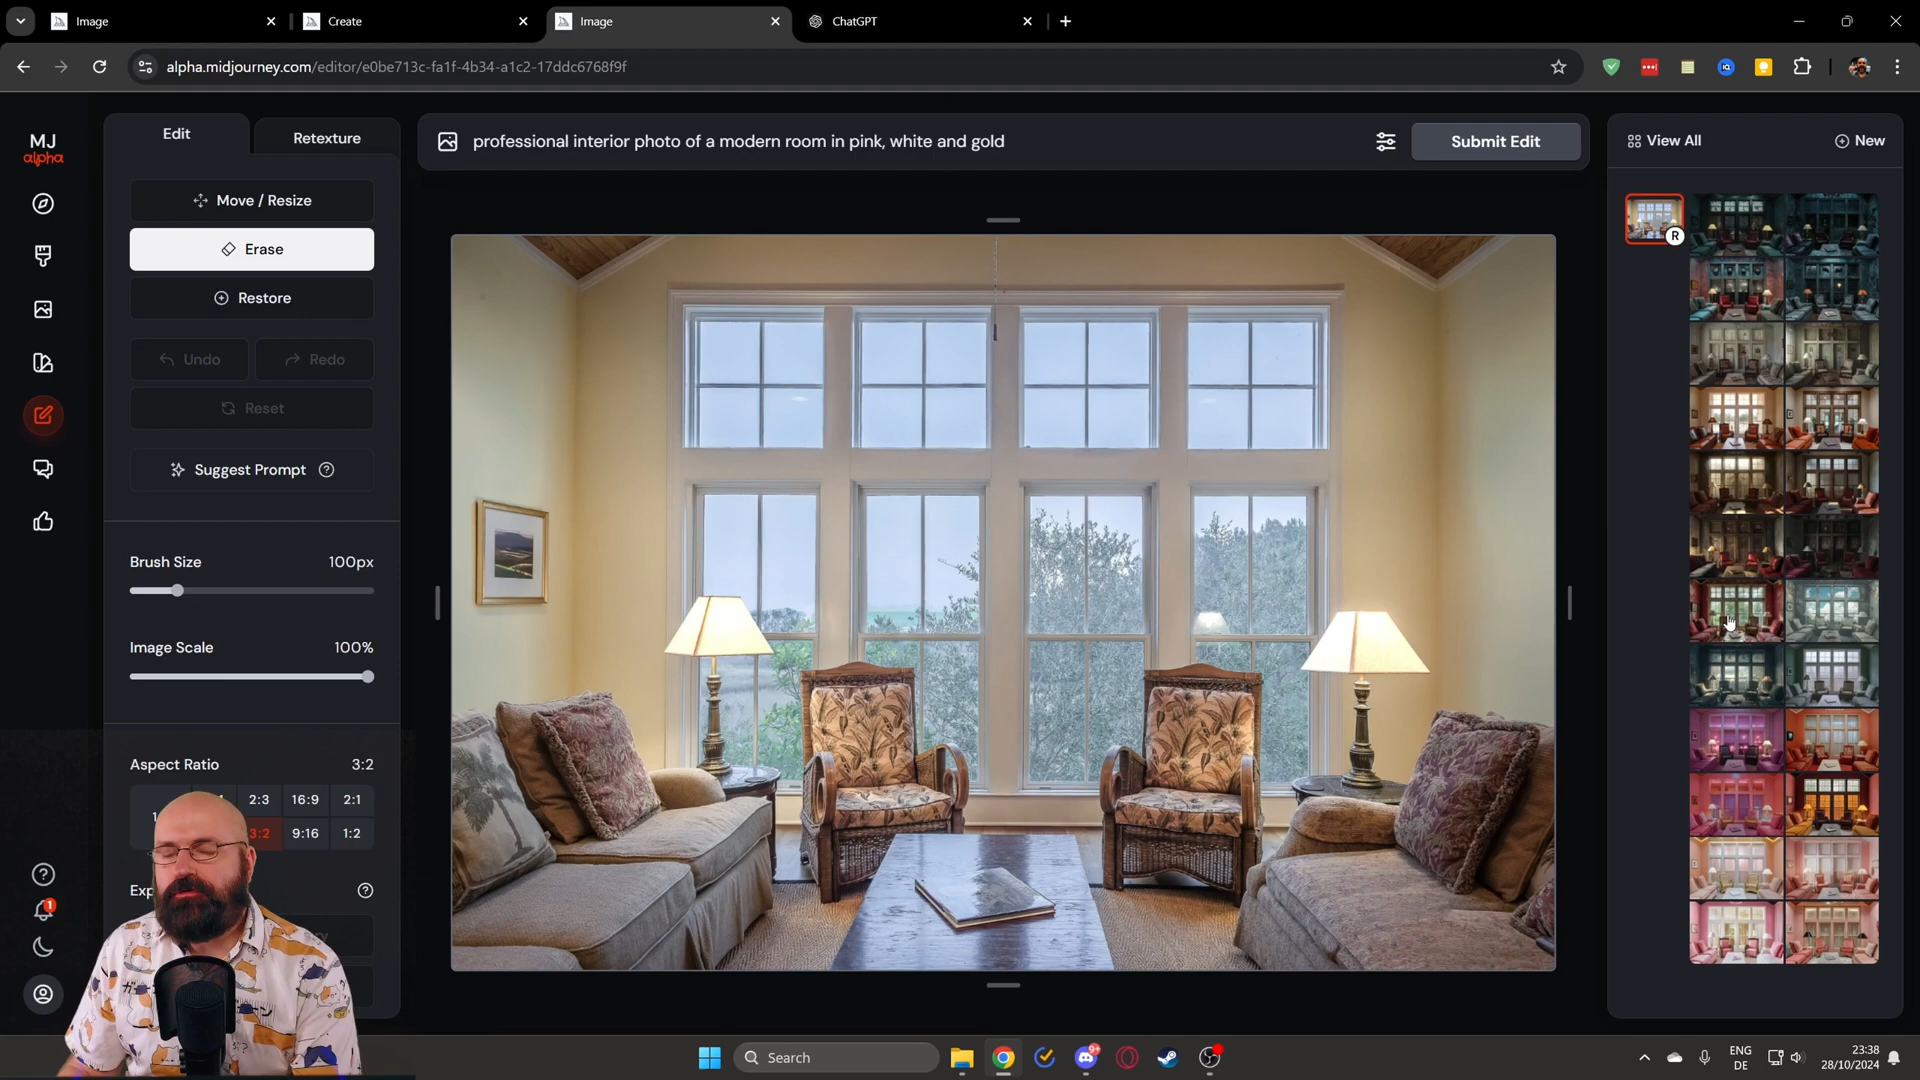 Image
Create
Image
ChatGPT
alpha.midjourney.com/editor/e0be713c-fa1f-4b34-a1c2-17ddc6768f9f
MJ
alpha
Edit
Retexture
professional interior photo of a modern room in pink, white and gold
Submit Edit
View All
New
Move / Resize
Erase
Restore
Undo
Redo
Reset
Suggest Prompt
R
Brush Size
100px
Image Scale
100%
Aspect Ratio
3:2
2:3
16:9
2:1
3:2
9:16
1:2
1
Search
9+
ENG
DE
23:38
28/10/2024